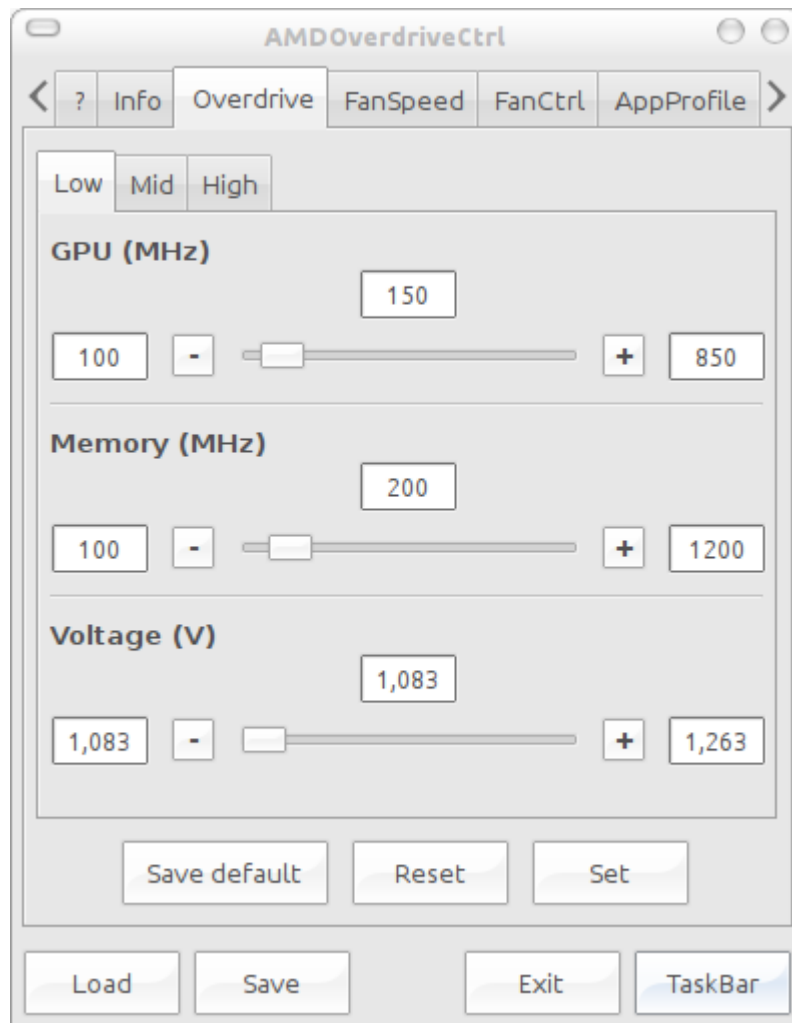 AMDOverdriveCtrl
? Info Overdrive FanSpeed FanCtrl AppProfile
Low Mid High
GPU (MHz)
150
100 - + 850
Memory (MHz)
200
100 - + 1200
Voltage (V)
1,083
1,083 - + 1,263
Save default Reset Set
Load Save Exit TaskBar